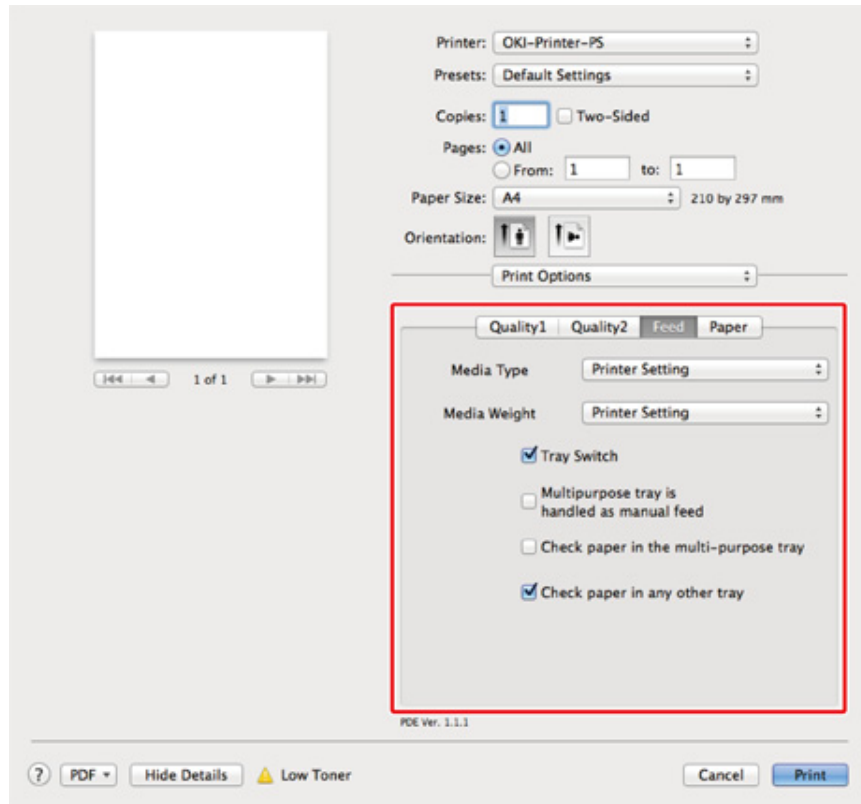 Printer: OKI-Printer-PS
Presets: Default Settings
Copies: 1 Two-Sided
Pages: All
From: 1 to: 1
Paper Size: A4 210 by 297 mm
Orientation:
Print Options
Quality1 Quality2 Feed Paper
Media Type Printer Setting
Media Weight Printer Setting
Tray Switch
Multipurpose tray is
handled as manual feed
Check paper in the multi-purpose tray
Check paper in any other tray
1 of 1
PDE Ver. 1.1.1
? PDF Hide Details Low Toner Cancel Print